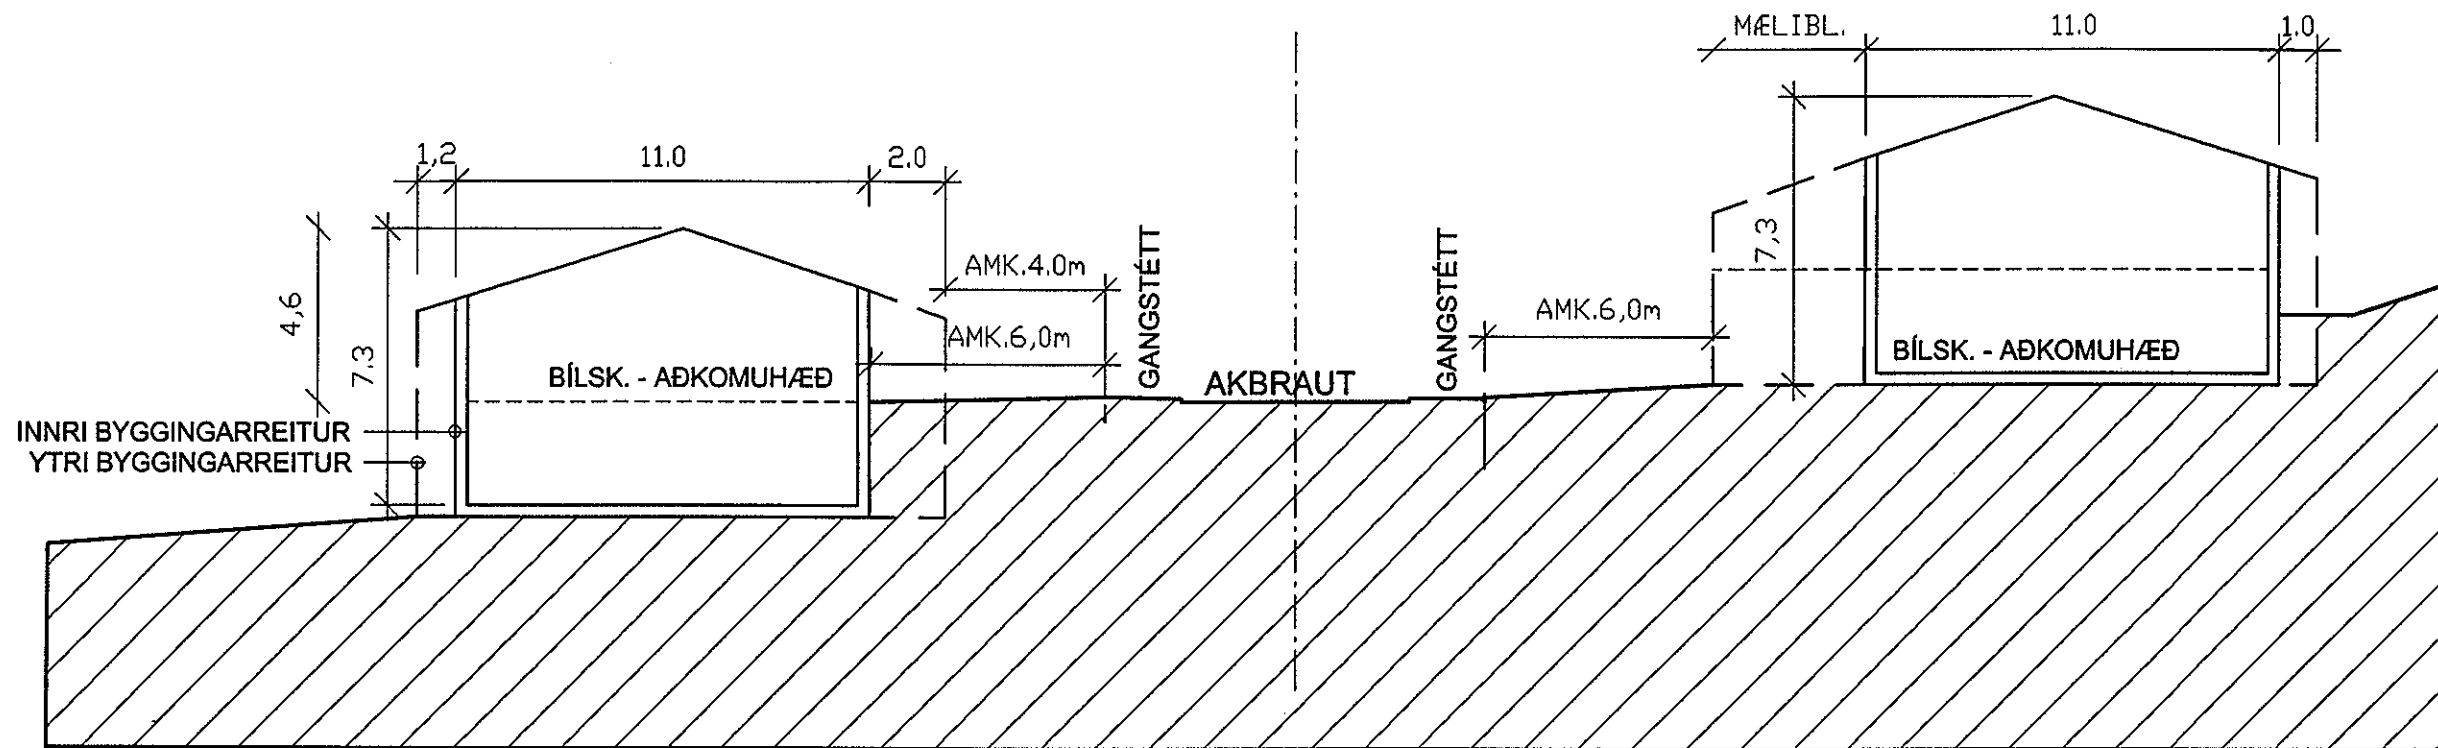 MÆLIBL.
11.0
1.0
1,2
11.0
2.0
4,6
7.3
AMK.4.0m
AMK.6,0m
GANGSTÉTT
AKBRAUT
GANGSTÉTT
AMK.6,0m
7,3
BÍLSK. - AÐKOMUHÆÐ
BÍLSK. - AÐKOMUHÆÐ
INNRI BYGGINGARREITUR
YTRI BYGGINGARREITUR